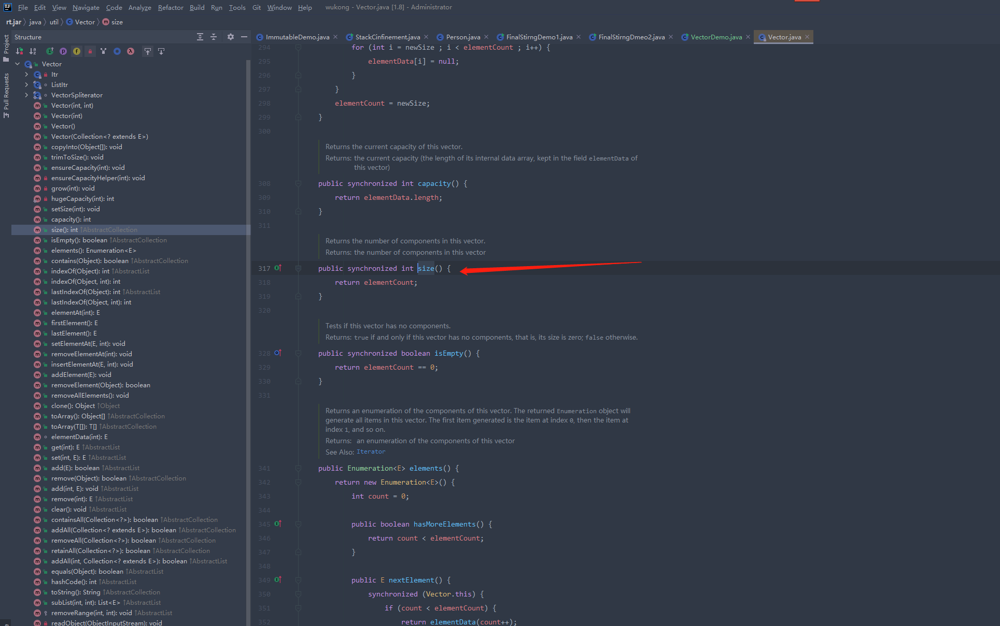 File Edit View Navigate Code Analyze Refactor Build Run Tools Git Window Help wukong - Vector.java [1.8] - Administrator
rt.jar java util Vector size
Project
Pull Requests
Structure
Vector
Itr
ListItr
VectorSpliterator
Vector(int, int)
Vector(int)
Vector()
Vector(Collection<? extends E>)
copyInto(Object[]): void
trimToSize(): void
ensureCapacity(int): void
ensureCapacityHelper(int): void
grow(int): void
hugeCapacity(int): int
setSize(int): void
capacity(): int
size(): int ↑AbstractCollection
isEmpty(): boolean ↑AbstractCollection
elements(): Enumeration<E>
contains(Object): boolean ↑AbstractCollection
indexOf(Object): int ↑AbstractList
indexOf(Object, int): int
lastIndexOf(Object): int ↑AbstractList
lastIndexOf(Object, int): int
elementAt(int): E
firstElement(): E
lastElement(): E
setElementAt(E, int): void
removeElementAt(int): void
insertElementAt(E, int): void
addElement(E): void
removeElement(Object): boolean
removeAllElements(): void
clone(): Object ↑Object
toArray(): Object[] ↑AbstractCollection
toArray(T[]): T[] ↑AbstractCollection
elementData(int): E
get(int): E ↑AbstractList
set(int, E): E ↑AbstractList
add(E): boolean ↑AbstractList
remove(Object): boolean ↑AbstractCollection
add(int, E): void ↑AbstractList
remove(int): E ↑AbstractList
clear(): void ↑AbstractList
containsAll(Collection<?>): boolean ↑AbstractCollection
addAll(Collection<? extends E>): boolean ↑AbstractCollection
removeAll(Collection<?>): boolean ↑AbstractCollection
retainAll(Collection<?>): boolean ↑AbstractCollection
addAll(int, Collection<? extends E>): boolean ↑AbstractList
equals(Object): boolean ↑AbstractList
hashCode(): int ↑AbstractList
toString(): String ↑AbstractCollection
subList(int, int): List<E> ↑AbstractList
removeRange(int, int): void ↑AbstractList
readObject(ObjectInputStream): void
ImmutableDemo.java StackCinfinement.java Person.java FinalStirngDemo1.java FinalStirngDmeo2.java VectorDemo.java Vector.java
294 for (int i = newSize ; i < elementCount ; i++) {
295 elementData[i] = null;
296 }
297 }
298 elementCount = newSize;
299 }
300
Returns the current capacity of this vector.
Returns: the current capacity (the length of its internal data array, kept in the field elementData of
this vector)
308 public synchronized int capacity() {
309 return elementData.length;
310 }
311
Returns the number of components in this vector.
Returns: the number of components in this vector
317 public synchronized int size() {
318 return elementCount;
319 }
320
Tests if this vector has no components.
Returns: true if and only if this vector has no components, that is, its size is zero; false otherwise.
328 public synchronized boolean isEmpty() {
329 return elementCount == 0;
330 }
331
Returns an enumeration of the components of this vector. The returned Enumeration object will
generate all items in this vector. The first item generated is the item at index 0, then the item at
index 1, and so on.
Returns: an enumeration of the components of this vector
See Also: Iterator
341 public Enumeration<E> elements() {
342 return new Enumeration<E>() {
343 int count = 0;
344
345 public boolean hasMoreElements() {
346 return count < elementCount;
347 }
348
349 public E nextElement() {
350 synchronized (Vector.this) {
351 if (count < elementCount) {
352 return elementData(count++);